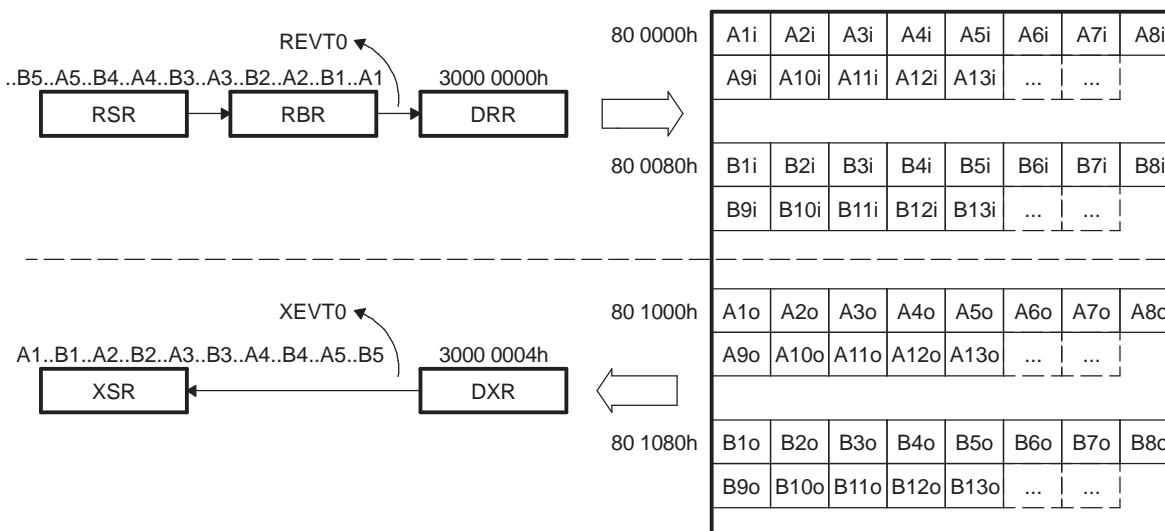 80 0000h A1i A2i A3i A4i A5i A6i A7i A8i
REVT0
..B5..A5..B4..A4..B3..A3..B2..A2..B1..A1 3000 0000h A9i A10i A11i A12i A13i ... ...
RSR RBR DRR
80 0080h B1i B2i B3i B4i B5i B6i B7i B8i
B9i B10i B11i B12i B13i ... ...
XEVT0 80 1000h A1o A2o A3o A4o A5o A6o A7o A8o
A1..B1..A2..B2..A3..B3..A4..B4..A5..B5 3000 0004h A9o A10o A11o A12o A13o ... ...
XSR DXR
80 1080h B1o B2o B3o B4o B5o B6o B7o B8o
B9o B10o B11o B12o B13o ... ...